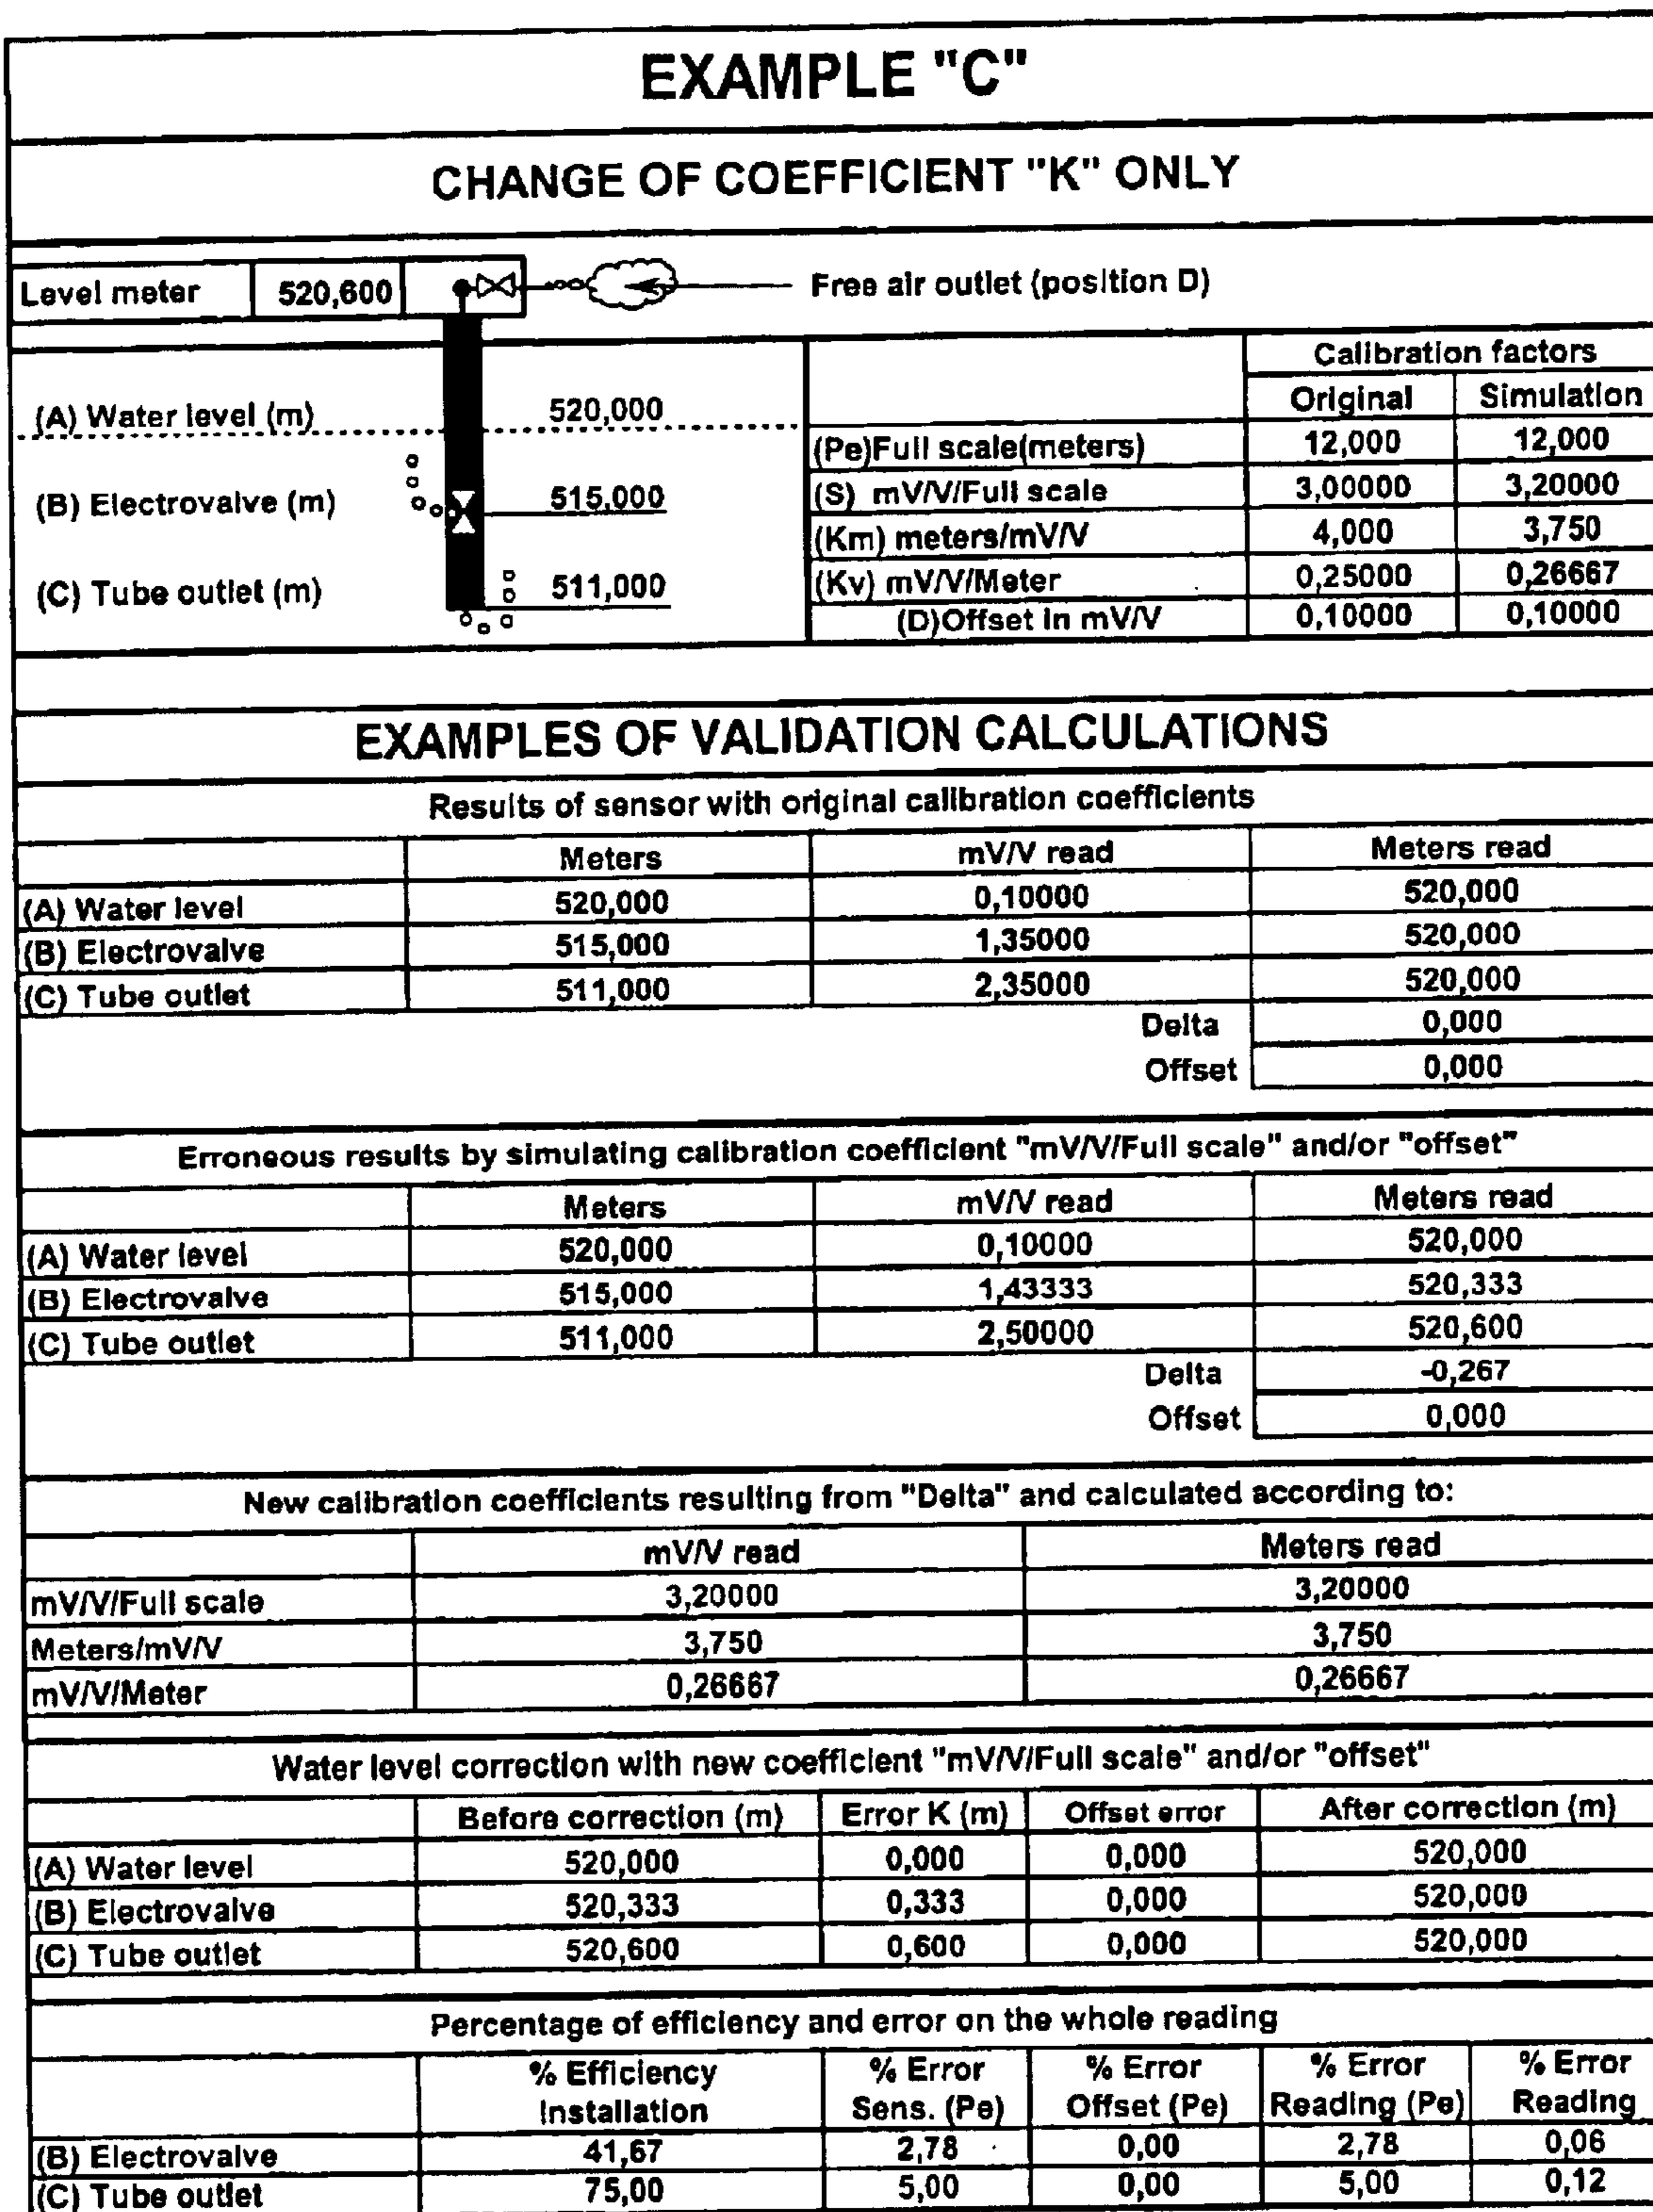 EXAMPLE "C"
CHANGE OF COEFFICIENT "K" ONLY
Level meter 520,600 Free air outlet (position D)
Calibration factors
Original Simulation
(A) Water level (m) 520,000
(Pe)Full scale(meters) 12,000 12,000
(B) Electrovalve (m) 515,000
(S) mV/V/Full scale 3,00000 3,20000
(Km) meters/mV/V 4,000 3,750
(C) Tube outlet (m) 511,000
(Kv) mV/V/Meter 0,25000 0,26667
(D)Offset in mV/V 0,10000 0,10000
EXAMPLES OF VALIDATION CALCULATIONS
Results of sensor with original calibration coefficients
Meters mV/V read Meters read
(A) Water level 520,000 0,10000 520,000
(B) Electrovalve 515,000 1,35000 520,000
(C) Tube outlet 511,000 2,35000 520,000
Delta 0,000
Offset 0,000
Erroneous results by simulating calibration coefficient "mV/V/Full scale" and/or "offset"
Meters mV/V read Meters read
(A) Water level 520,000 0,10000 520,000
(B) Electrovalve 515,000 1,43333 520,333
(C) Tube outlet 511,000 2,50000 520,600
Delta -0,267
Offset 0,000
New calibration coefficients resulting from "Delta" and calculated according to:
mV/V read Meters read
mV/V/Full scale 3,20000 3,20000
Meters/mV/V 3,750 3,750
mV/V/Meter 0,26667 0,26667
Water level correction with new coefficient "mV/V/Full scale" and/or "offset"
Before correction (m) Error K (m) Offset error After correction (m)
(A) Water level 520,000 0,000 0,000 520,000
(B) Electrovalve 520,333 0,333 0,000 520,000
(C) Tube outlet 520,600 0,600 0,000 520,000
Percentage of efficiency and error on the whole reading
% Efficiency % Error % Error % Error % Error
Installation Sens. (Pe) Offset (Pe) Reading (Pe) Reading
(B) Electrovalve 41,67 2,78 0,00 2,78 0,06
(C) Tube outlet 75,00 5,00 0,00 5,00 0,12